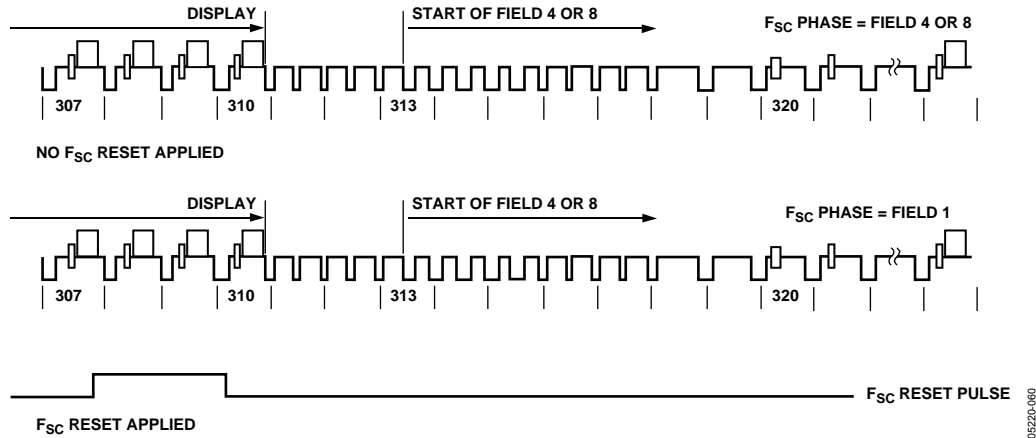 DISPLAY START OF FIELD 4 OR 8 FSC PHASE = FIELD 4 OR 8
307 310 313 320
NO FSC RESET APPLIED
DISPLAY START OF FIELD 4 OR 8 FSC PHASE = FIELD 1
307 310 313 320
FSC RESET PULSE
FSC RESET APPLIED
05220-060